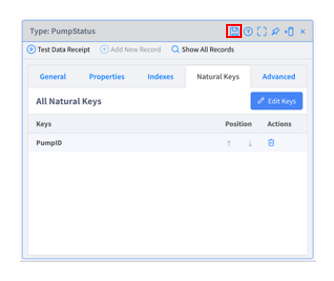 Type: PumpStatus
Test Data Receipt Add New Record Show All Records
General Properties Indexes Natural Keys Advanced
All Natural Keys Edit Keys
Keys Position Actions
PumpID